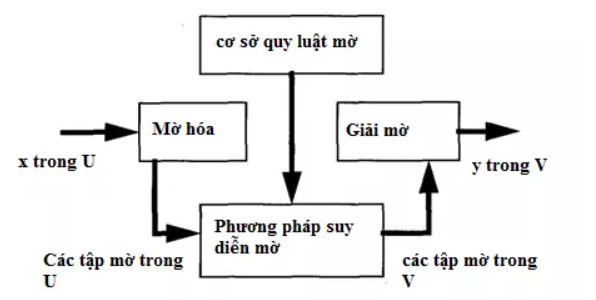 cơ sở quy luật mờ
Mờ hóa
Giải mờ
x trong U
y trong V
Phương pháp suy
diễn mờ
Các tập mờ trong
U
các tập mờ trong
V